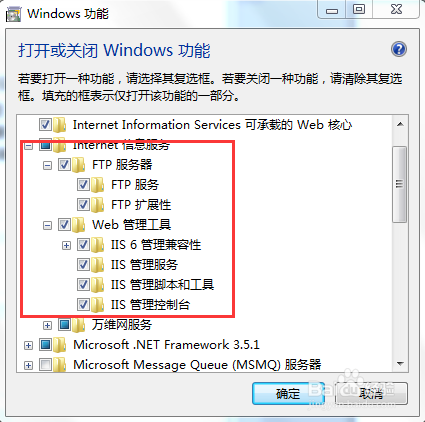 Windows 功能
打开或关闭 Windows 功能
若要打开一种功能，请选择其复选框。若要关闭一种功能，请清除其复选
框。填充的框表示仅打开该功能的一部分。
Internet Information Services 可承载的 Web 核心
Internet 信息服务
FTP 服务器
FTP 服务
FTP 扩展性
Web 管理工具
IIS 6 管理兼容性
IIS 管理服务
IIS 管理脚本和工具
IIS 管理控制台
万维网服务
Microsoft .NET Framework 3.5.1
Microsoft Message Queue (MSMQ) 服务器
确定
取消
Baidu 经验